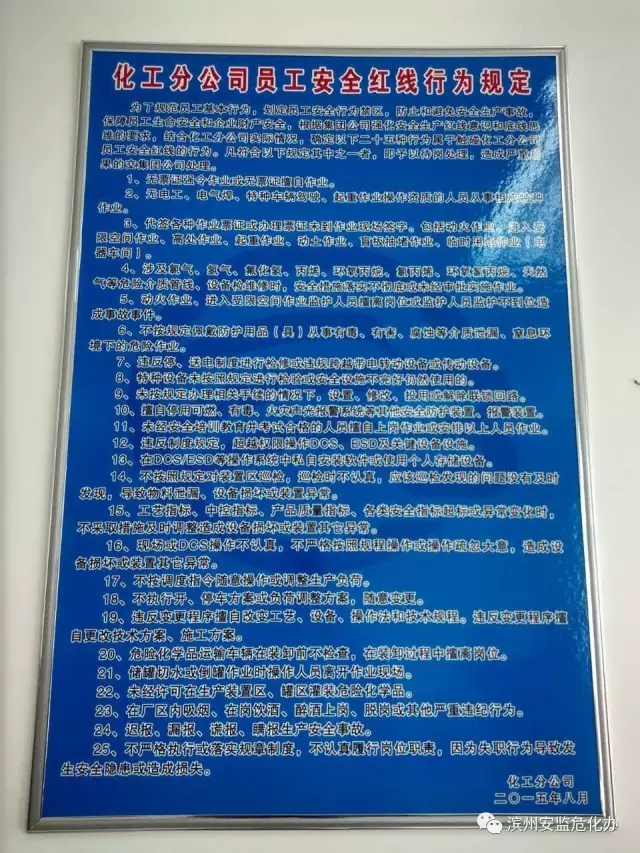 化工分公司员工安全红线行为规定
为了规范员工基本行为，划定员工安全行为禁区，防止和避免安全生产事故，
保障员工生命安全和企业财产安全，根据集团公司强化安全生产红线意识和底线思
维的要求，结合化工分公司实际情况，确定以下二十五种行为属于触碰化工分公司
员工安全红线的行为。凡符合以下规定其中之一者，即予以待岗处理，造成严重后
果的交集团公司处理。
1、无票证强令作业或无票证擅自作业。
2、无电工、电气焊、特种车辆驾驶、起重作业操作资质的人员从事相应特种
作业。
3、代签各种作业票证或办理票证未到作业现场签字。包括动火作业、进入受
限空间作业、高处作业、起重作业、动土作业、盲板抽堵作业、临时用电作业（电
器车间）。
4、涉及氯气、氢气、氟化氢、丙烯、环氧丙烷、氯丙烯、环氧氯丙烷、天然
气等危险介质管线、设备检维修时，安全措施落实不彻底或未经审批实施作业。
5、动火作业、进入受限空间作业监护人员擅离岗位或监护人员监护不到位造
成事故事件。
6、不按规定佩戴防护用品（具）从事有毒、有害、腐蚀等介质泄漏、窒息环
境下的危险作业。
7、违反停、送电制度进行检修或违规跨越带电转动设备或传动设备。
8、特种设备未按照规定进行检验或安全设施不完好仍然使用的。
9、未按规定办理相关手续的情况下，设置、修改、投用或解除联锁回路。
10、擅自停用可燃、有毒、火灾声光报警系统等其他安全防护装置、报警装置。
11、未经安全培训教育并考试合格的人员擅自上岗作业或安排以上人员作业。
12、违反制度规定，超越权限操作DCS、ESD及关键设备设施。
13、在DCS/ESD等操作系统中私自安装软件或使用个人存储设备。
14、不按照规定对装置区巡检，巡检时不认真，应该巡检发现的问题没有及时
发现，导致物料泄漏、设备损坏或装置异常。
15、工艺指标、中控指标、产品质量指标、各类安全指标超标或异常变化时，
不采取措施及时调整造成设备损坏或装置其它异常。
16、现场或DCS操作不认真，不严格按照规程操作或操作疏忽大意，造成设
备损坏或装置其它异常。
17、不按调度指令随意操作或调整生产负荷。
18、不执行开、停车方案或负荷调整方案，随意变更。
19、违反变更程序擅自改变工艺、设备、操作法和技术规程。违反变更程序擅
自更改技术方案、施工方案。
20、危险化学品运输车辆在装卸前不检查，在装卸过程中擅离岗位。
21、储罐切水或倒罐作业时操作人员离开作业现场。
22、未经许可在生产装置区、罐区灌装危险化学品。
23、在厂区内吸烟、在岗饮酒、醉酒上岗、脱岗或其他严重违纪行为。
24、迟报、漏报、谎报、瞒报生产安全事故。
25、不严格执行或落实规章制度，不认真履行岗位职责，因为失职行为导致发
生安全隐患或造成损失。
化工分公司
二〇一五年八月
滨州安监危化办